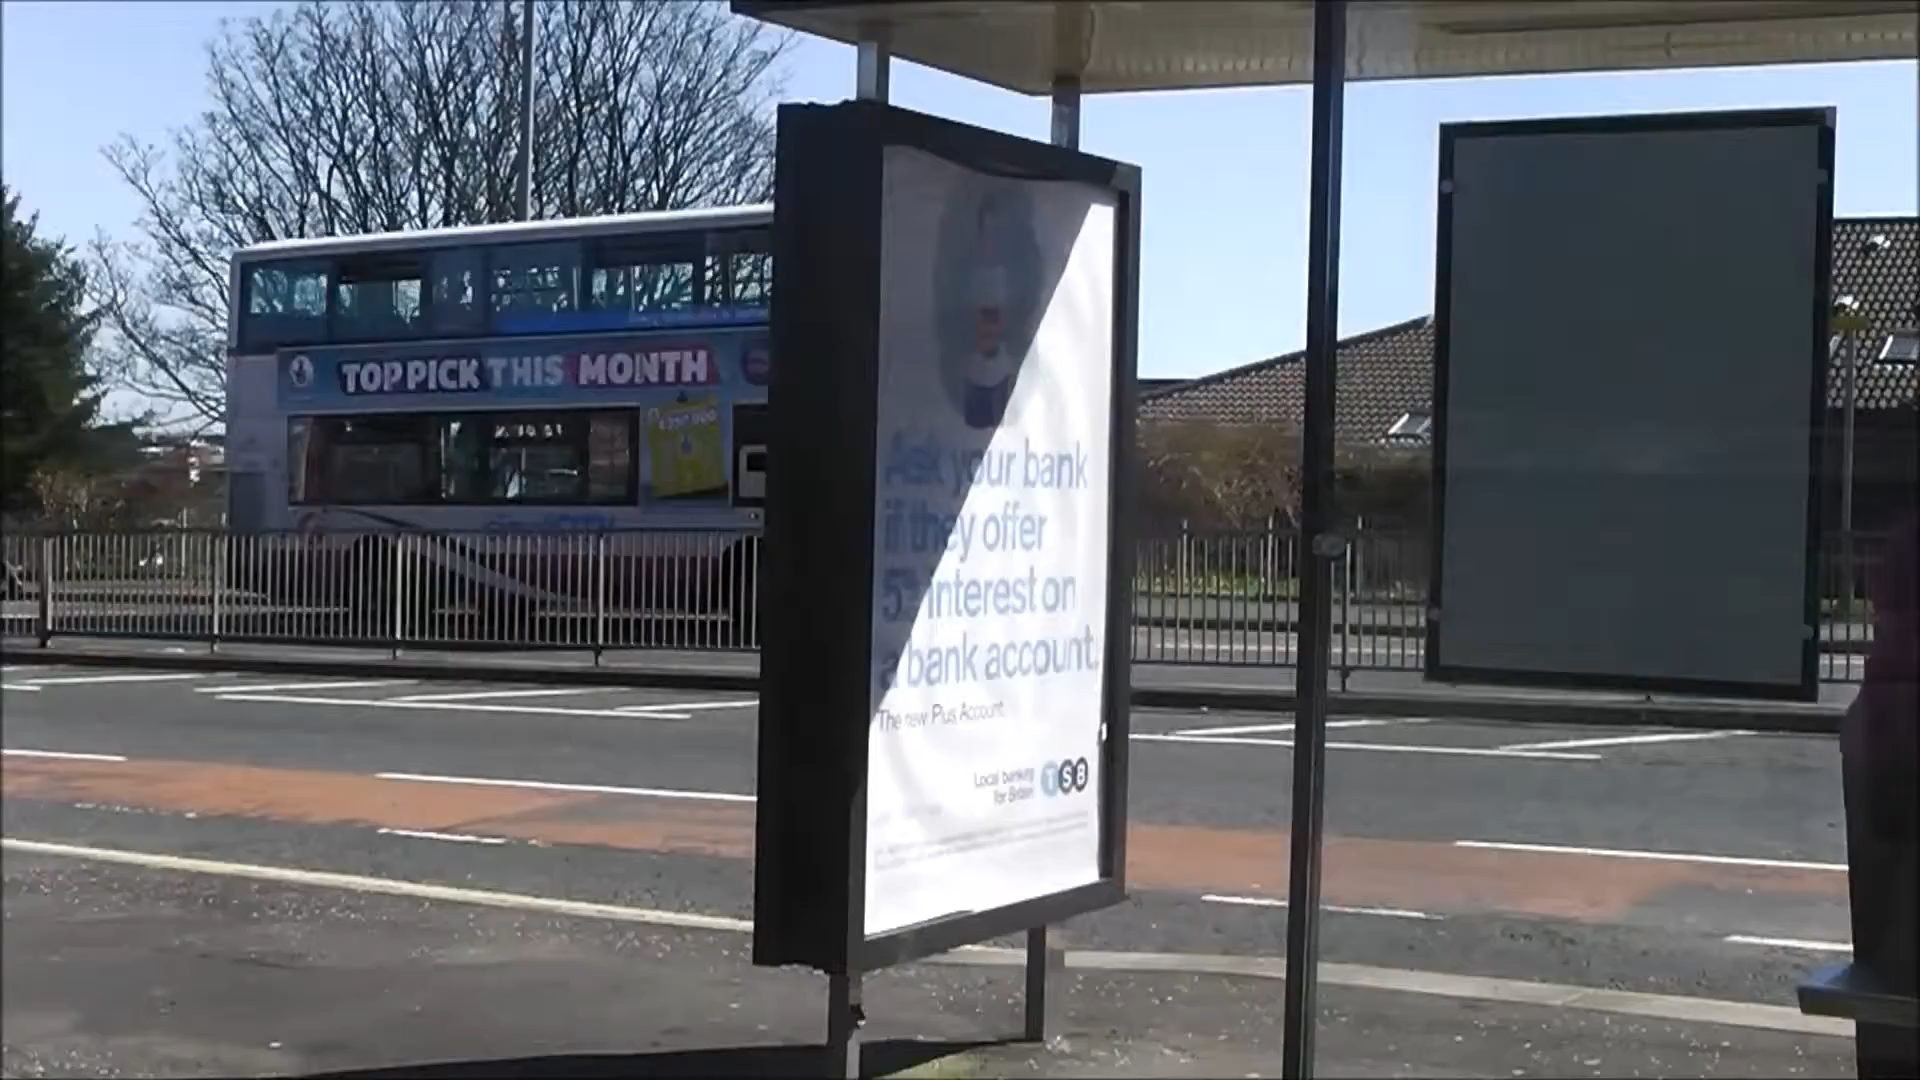 TOP PICK THIS MONTH
Ask your bank
if they offer
5% interest on
a bank account.
The new Plus Account.
Local banking
for Britain
TSB